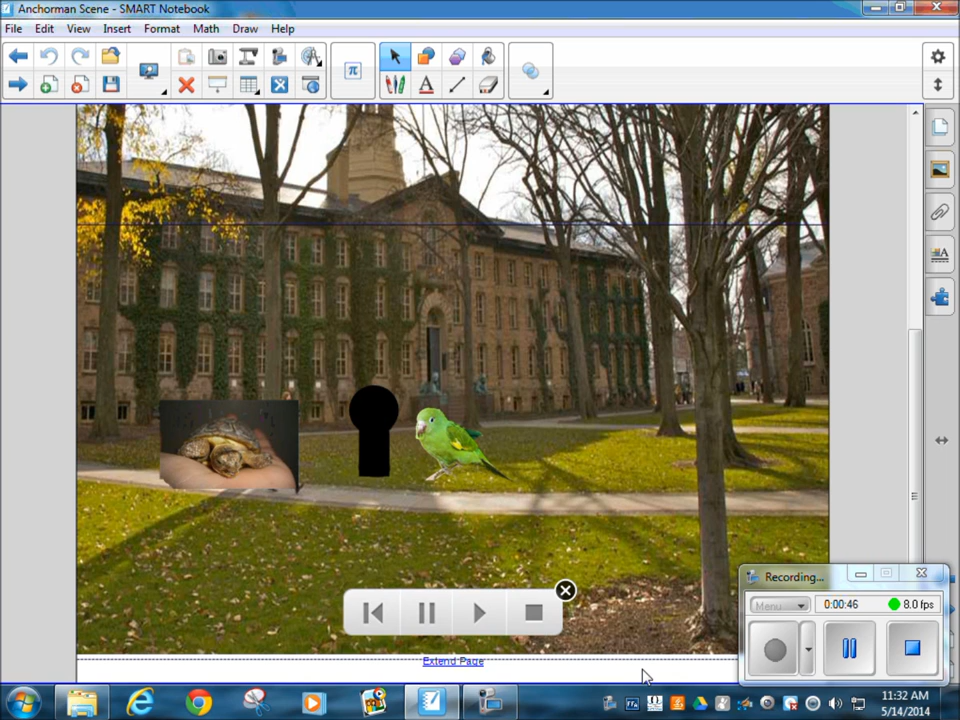 Anchorman Scene - SMART Notebook
File Edit View Insert Format Math Draw Help
π
A
Extend Page
Recording...
Menu 0:00:46 8.0 fps
11:32 AM
5/14/2014